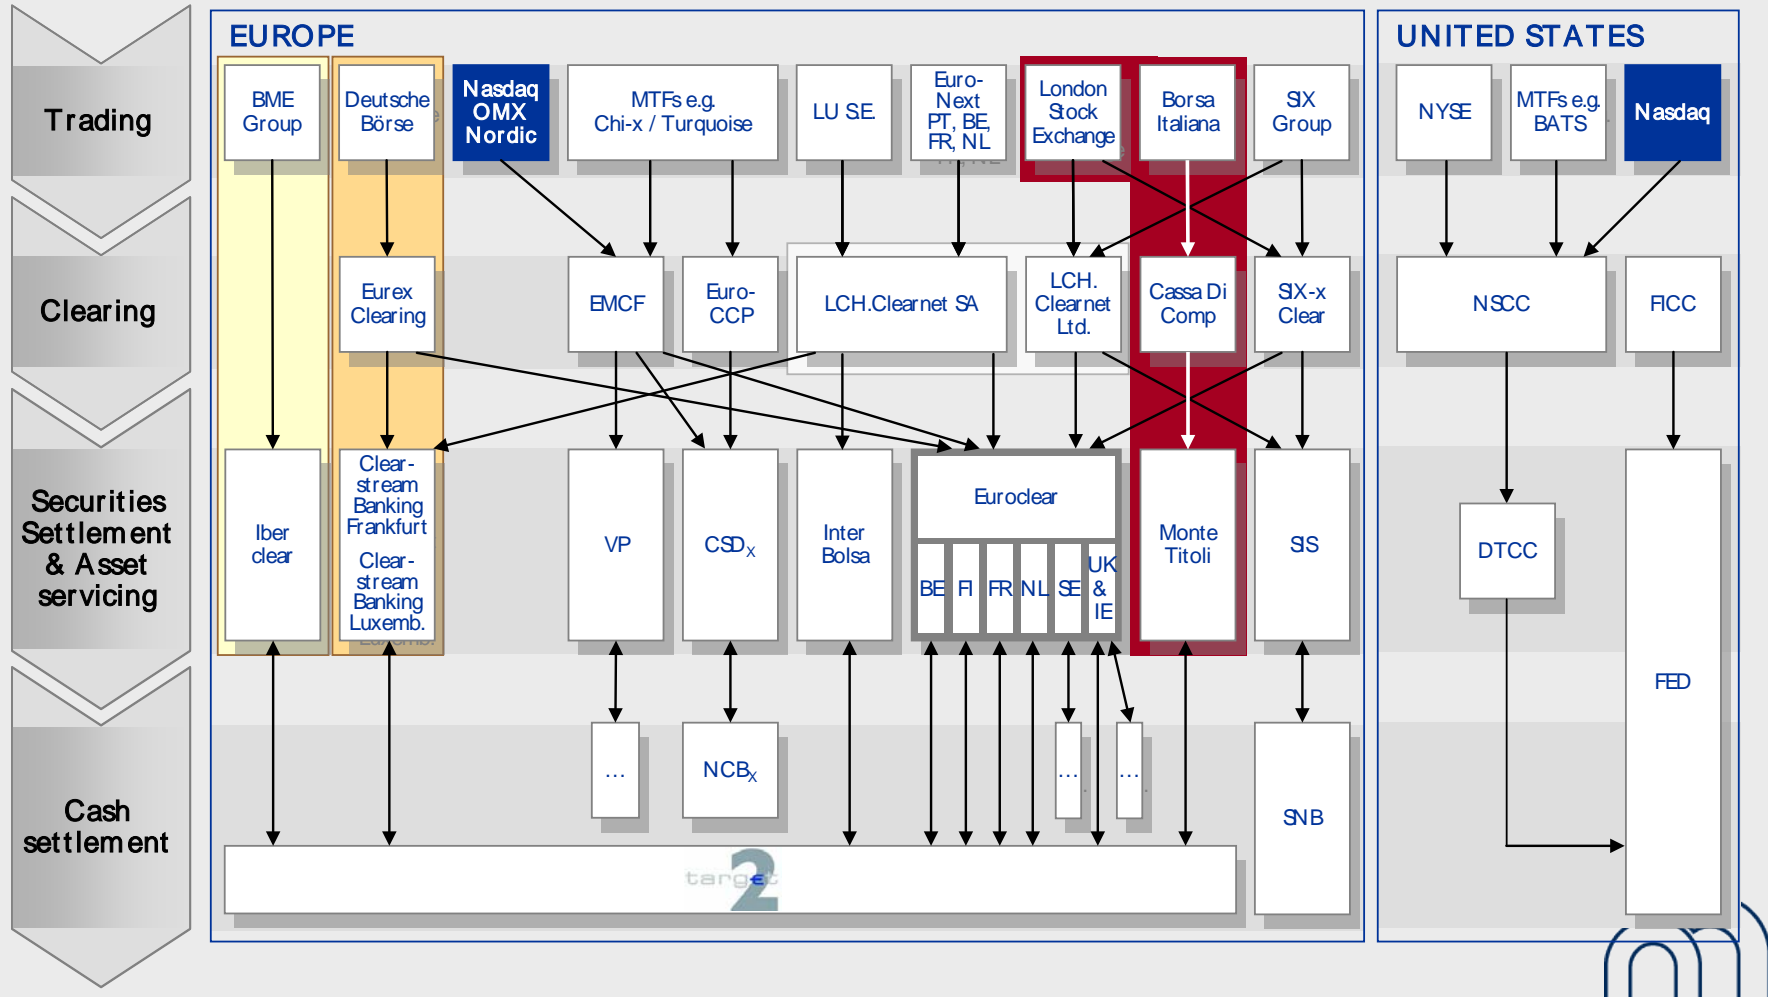 EUROPE
UNITED STATES
Trading
BME
Group
Deutsche
Börse
Nasdaq
OMX
Nordic
MTFs e.g.
Chi-x / Turquoise
LU S.E.
Euro-
Next
PT, BE,
FR, NL
London
Stock
Exchange
Borsa
Italiana
SIX
Group
NYSE
MTFs e.g.
BATS
Nasdaq
Clearing
Eurex
Clearing
EMCF
Euro-
CCP
LCH.Clearnet SA
LCH.
Clearnet
Ltd.
Cassa Di
Comp
SIX-x
Clear
NSCC
FICC
Securities
Settlement
& Asset
servicing
Iber
clear
Clear-
stream
Banking
Frankfurt
Clear-
stream
Banking
Luxemb.
VP
CSDX
Inter
Bolsa
Euroclear
BE
FI
FR
NL
SE
UK
&
IE
Monte
Titoli
SIS
DTCC
FED
Cash
settlement
...
NCBX
...
...
SNB
target
2